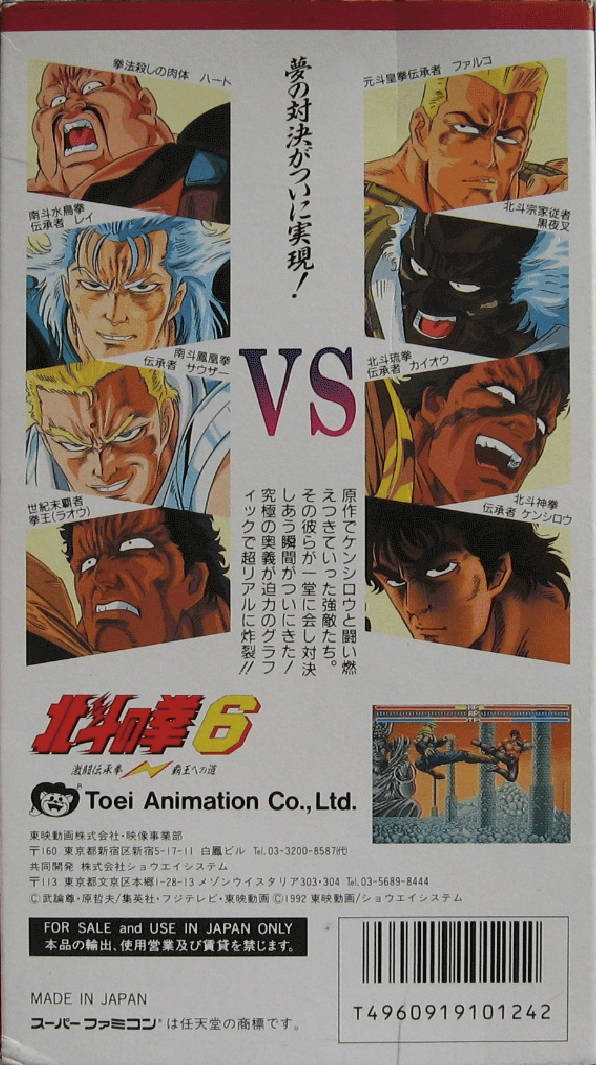 夢の対決がついに実現!
拳法殺しの肉体 ハート
元斗皇拳伝承者 ファルコ
南斗水鳥拳
伝承者 レイ
北斗宗家従者
黒夜叉
南斗鳳凰拳
伝承者 サウザー
VS
北斗琉拳
伝承者 カイオウ
世紀末覇者
拳王(ラオウ)
北斗神拳
伝承者 ケンシロウ
原作でケンシロウと闘い燃
えつきていった強敵たち。
その彼らが一堂に会し対決
しあう瞬間がついにきた!
究極の奥義が迫力のグラフ
ィックで超リアルに炸裂!!
北斗の拳6
激闘伝承拳 覇王への道
® Toei Animation Co.,Ltd.
東映動画株式会社・映像事業部
〒160 東京都新宿区新宿5-17-11 白鳳ビル Tel.03-3200-8587㈹
共同開発 株式会社ショウエイシステム
〒113 東京都文京区本郷1-28-13 メゾンウイスタリア303・304 Tel.03-5689-8444
©武論尊・原哲夫/集英社・フジテレビ・東映動画 ©1992 東映動画/ショウエイシステム
FOR SALE and USE IN JAPAN ONLY
本品の輸出、使用営業及び賃貸を禁じます。
MADE IN JAPAN
スーパーファミコン®は任天堂の商標です。
T4960919101242